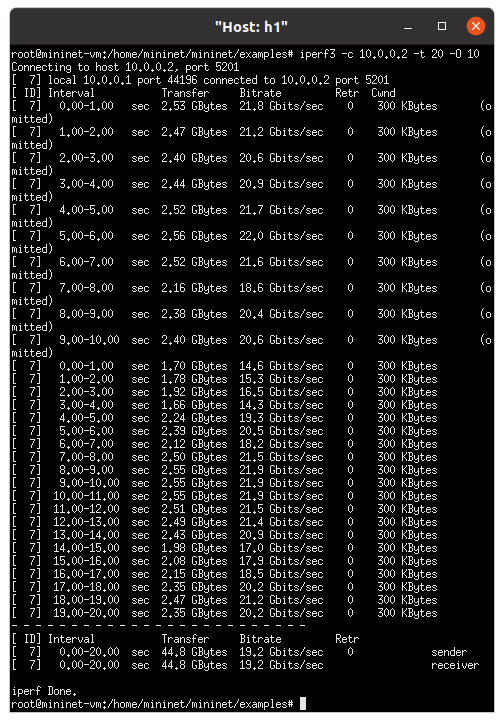 "Host: h1"
root@mininet-vm:/home/mininet/mininet/examples# iperf3 -c 10.0.0.2 -t 20 -O 10
Connecting to host 10.0.0.2, port 5201
[  7] local 10.0.0.1 port 44196 connected to 10.0.0.2 port 5201
[ ID] Interval           Transfer     Bitrate         Retr  Cwnd
[  7]   0.00-1.00   sec  2.53 GBytes  21.8 Gbits/sec    0    300 KBytes       (o
mitted)
[  7]   1.00-2.00   sec  2.47 GBytes  21.2 Gbits/sec    0    300 KBytes       (o
mitted)
[  7]   2.00-3.00   sec  2.40 GBytes  20.6 Gbits/sec    0    300 KBytes       (o
mitted)
[  7]   3.00-4.00   sec  2.44 GBytes  20.9 Gbits/sec    0    300 KBytes       (o
mitted)
[  7]   4.00-5.00   sec  2.52 GBytes  21.7 Gbits/sec    0    300 KBytes       (o
mitted)
[  7]   5.00-6.00   sec  2.56 GBytes  22.0 Gbits/sec    0    300 KBytes       (o
mitted)
[  7]   6.00-7.00   sec  2.52 GBytes  21.6 Gbits/sec    0    300 KBytes       (o
mitted)
[  7]   7.00-8.00   sec  2.16 GBytes  18.6 Gbits/sec    0    300 KBytes       (o
mitted)
[  7]   8.00-9.00   sec  2.38 GBytes  20.4 Gbits/sec    0    300 KBytes       (o
mitted)
[  7]   9.00-10.00  sec  2.40 GBytes  20.6 Gbits/sec    0    300 KBytes       (o
mitted)
[  7]   0.00-1.00   sec  1.70 GBytes  14.6 Gbits/sec    0    300 KBytes
[  7]   1.00-2.00   sec  1.78 GBytes  15.3 Gbits/sec    0    300 KBytes
[  7]   2.00-3.00   sec  1.92 GBytes  16.5 Gbits/sec    0    300 KBytes
[  7]   3.00-4.00   sec  1.66 GBytes  14.3 Gbits/sec    0    300 KBytes
[  7]   4.00-5.00   sec  2.24 GBytes  19.3 Gbits/sec    0    300 KBytes
[  7]   5.00-6.00   sec  2.39 GBytes  20.5 Gbits/sec    0    300 KBytes
[  7]   6.00-7.00   sec  2.12 GBytes  18.2 Gbits/sec    0    300 KBytes
[  7]   7.00-8.00   sec  2.50 GBytes  21.5 Gbits/sec    0    300 KBytes
[  7]   8.00-9.00   sec  2.55 GBytes  21.9 Gbits/sec    0    300 KBytes
[  7]   9.00-10.00  sec  2.55 GBytes  21.9 Gbits/sec    0    300 KBytes
[  7]  10.00-11.00  sec  2.55 GBytes  21.9 Gbits/sec    0    300 KBytes
[  7]  11.00-12.00  sec  2.51 GBytes  21.5 Gbits/sec    0    300 KBytes
[  7]  12.00-13.00  sec  2.49 GBytes  21.4 Gbits/sec    0    300 KBytes
[  7]  13.00-14.00  sec  2.43 GBytes  20.9 Gbits/sec    0    300 KBytes
[  7]  14.00-15.00  sec  1.98 GBytes  17.0 Gbits/sec    0    300 KBytes
[  7]  15.00-16.00  sec  2.08 GBytes  17.9 Gbits/sec    0    300 KBytes
[  7]  16.00-17.00  sec  2.15 GBytes  18.5 Gbits/sec    0    300 KBytes
[  7]  17.00-18.00  sec  2.35 GBytes  20.2 Gbits/sec    0    300 KBytes
[  7]  18.00-19.00  sec  2.47 GBytes  21.2 Gbits/sec    0    300 KBytes
[  7]  19.00-20.00  sec  2.35 GBytes  20.2 Gbits/sec    0    300 KBytes
- - - - - - - - - - - - - - - - - - - - - - - - -
[ ID] Interval           Transfer     Bitrate         Retr
[  7]   0.00-20.00  sec  44.8 GBytes  19.2 Gbits/sec    0             sender
[  7]   0.00-20.00  sec  44.8 GBytes  19.2 Gbits/sec                  receiver

iperf Done.
root@mininet-vm:/home/mininet/mininet/examples#